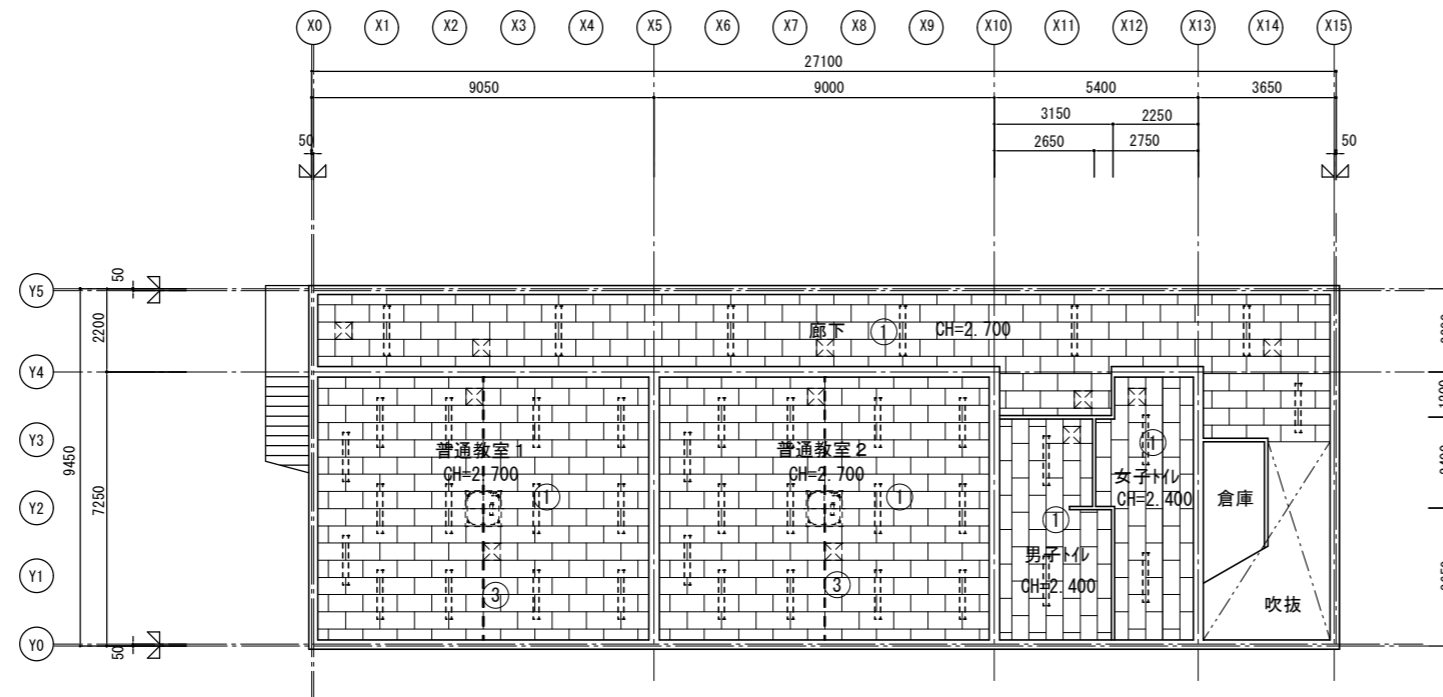 X0 X1 X2 X3 X4 X5 X6 X7 X8 X9 X10 X11 X12 X13 X14 X15
27100
9050 9000 5400 3650
3150 2250
50 2650 2750 50
Y5 50
2200
廊下 ① CH=2.700
Y4
Y3
9450
7250
普通教室1
CH=2.700
①
③
普通教室2
CH=2.700
①
③
①
女子トイレ
CH=2.400
①
男子トイレ
CH=2.400
倉庫
吹抜
Y2
Y1
Y0 50